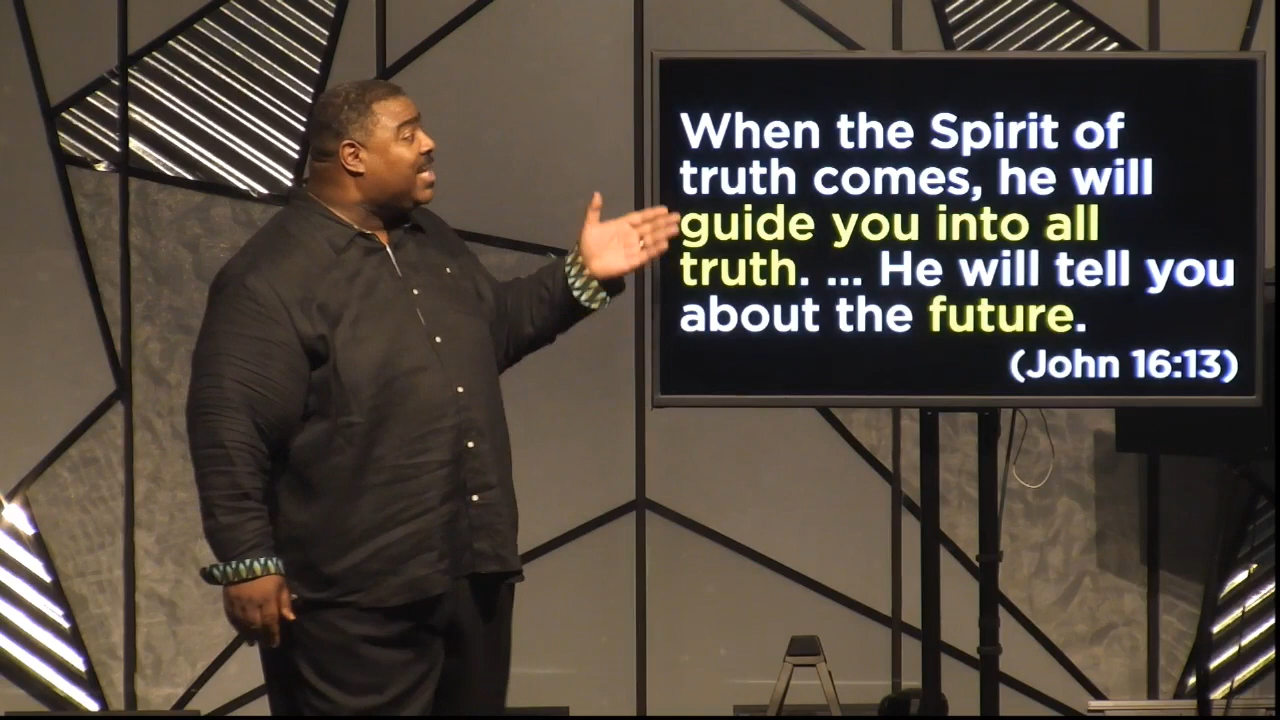 When the Spirit of
truth comes, he will
guide you into all
truth. ... He will tell you
about the future.
(John 16:13)